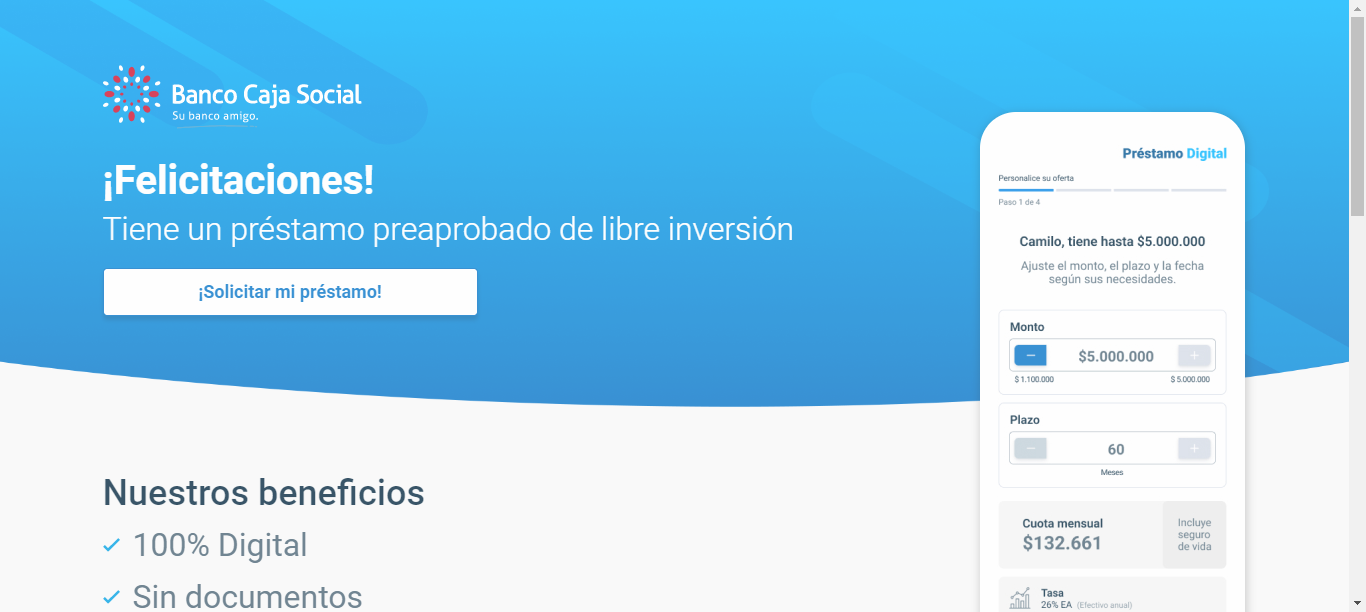 Banco Caja Social
Su banco amigo.
¡Felicitaciones!
Tiene un préstamo preaprobado de libre inversión
¡Solicitar mi préstamo!
Nuestros beneficios
100% Digital
Sin documentos
Préstamo Digital
Personalice su oferta
Paso 1 de 4
Camilo, tiene hasta $5.000.000
Ajuste el monto, el plazo y la fecha
según sus necesidades.
Monto
− $5.000.000 +
$ 1.100.000 $ 5.000.000
Plazo
− 60 +
Meses
Cuota mensual
$132.661
Incluye
seguro
de vida
Tasa
26% EA (Efectivo anual)